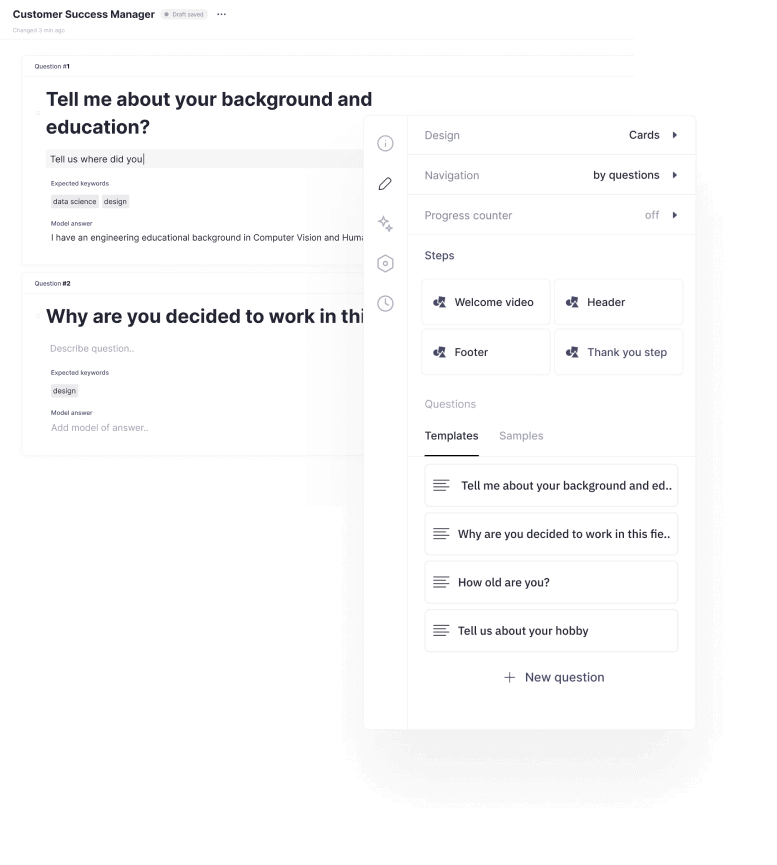 Customer Success Manager Draft saved ...
Changed 3 min ago
Question #1
Tell me about your background and
education?
Tell us where did you
Expected keywords
data science design
Model answer
I have an engineering educational background in Computer Vision and Huma
Question #2
Why are you decided to work in thi
Describe question..
Expected keywords
design
Model answer
Add model of answer..
Design Cards
Navigation by questions
Progress counter off
Steps
Welcome video Header
Footer Thank you step
Questions
Templates Samples
Tell me about your background and ed..
Why are you decided to work in this fie..
How old are you?
Tell us about your hobby
+ New question